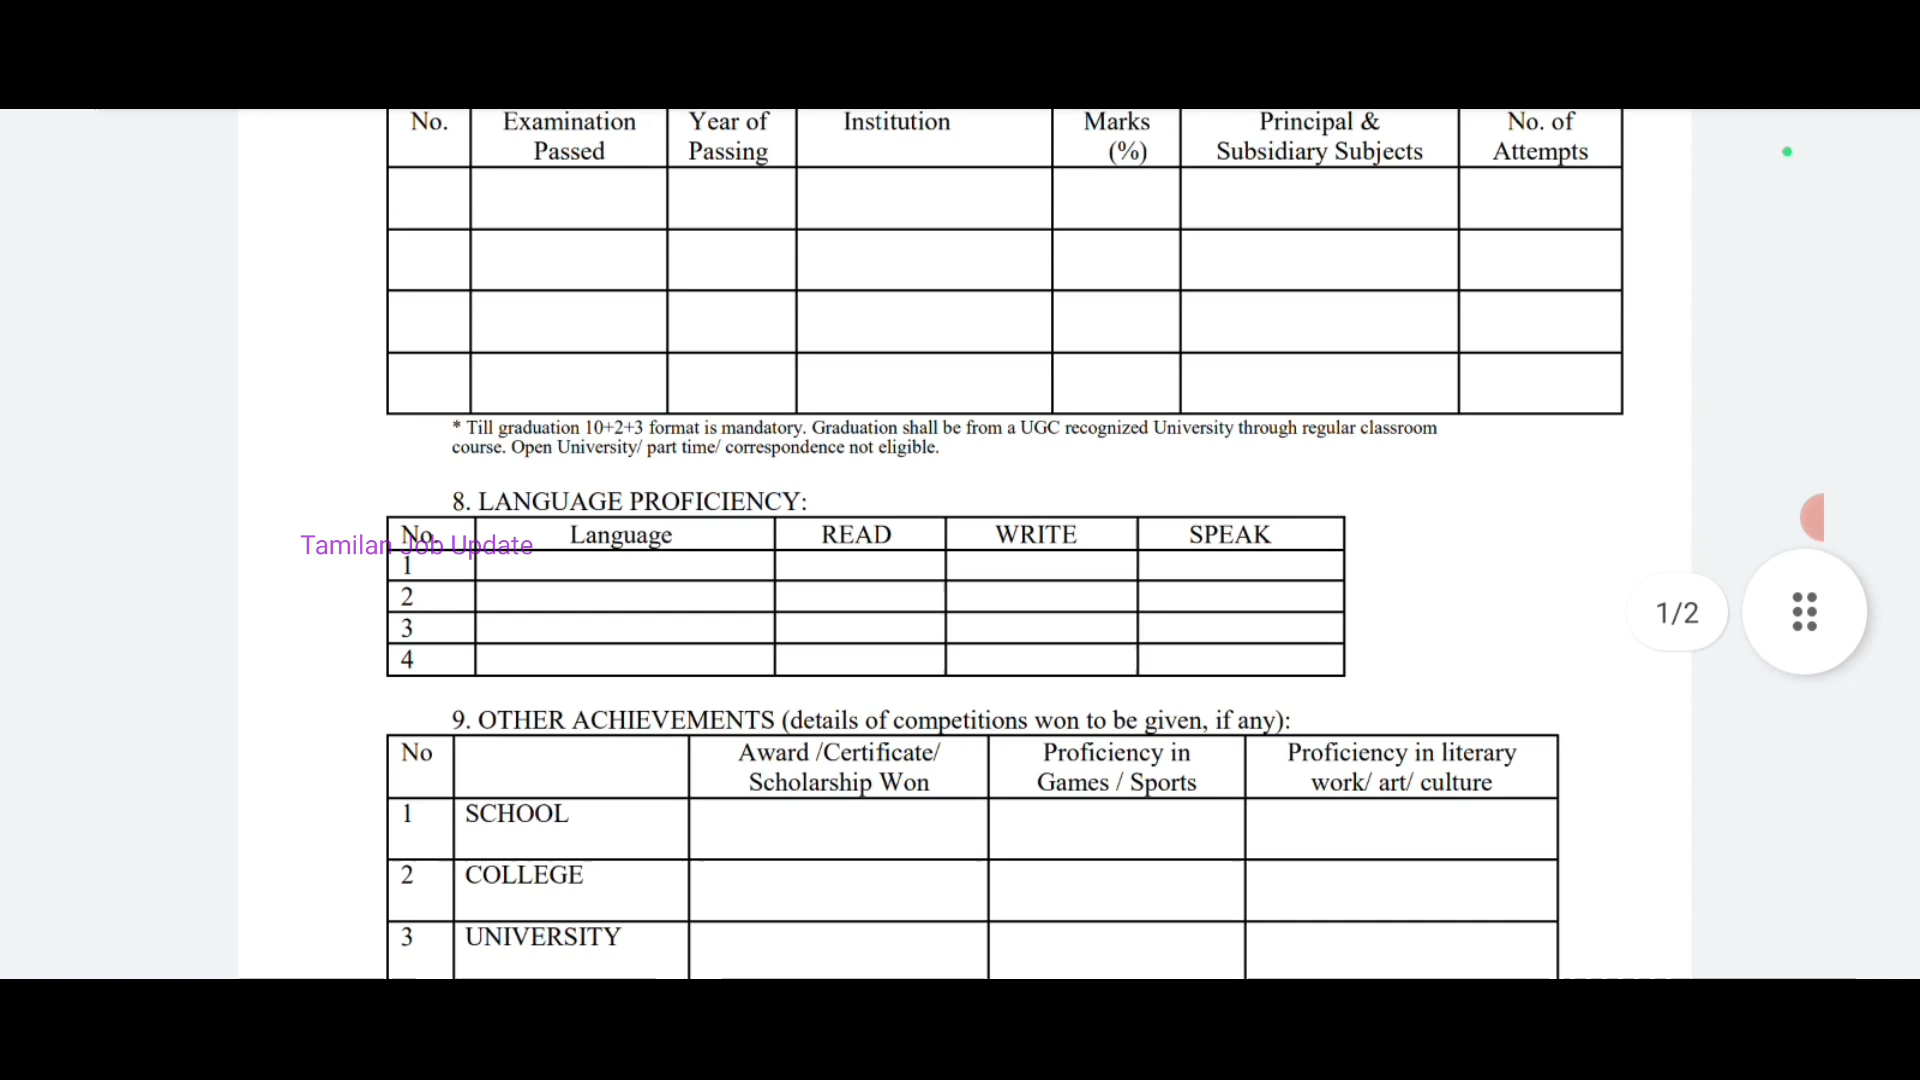 No. Examination Year of Institution Marks Principal & No. of
Passed Passing (%) Subsidiary Subjects Attempts
* Till graduation 10+2+3 format is mandatory. Graduation shall be from a UGC recognized University through regular classroom
course. Open University/ part time/ correspondence not eligible.
8. LANGUAGE PROFICIENCY:
No. Language READ WRITE SPEAK
Tamilan Job Update
1
2
3
4
1/2
9. OTHER ACHIEVEMENTS (details of competitions won to be given, if any):
No Award /Certificate/ Proficiency in Proficiency in literary
Scholarship Won Games / Sports work/ art/ culture
1 SCHOOL
2 COLLEGE
3 UNIVERSITY